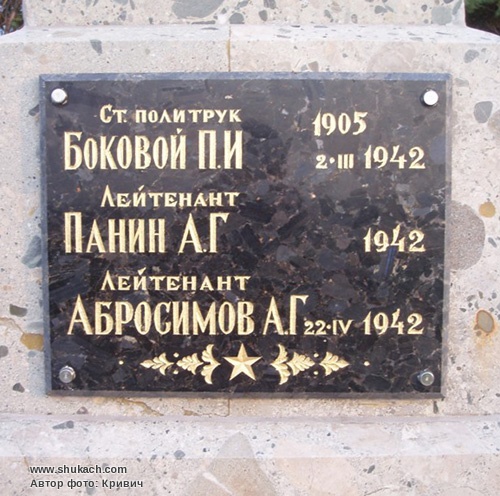 Ст. политрук 1905
Боковой П.И 2·III 1942
Лейтенант
Панин А.Г 1942
Лейтенант
Абросимов А.Г 22·IV 1942
www.shukach.com
Автор фото: Кривич